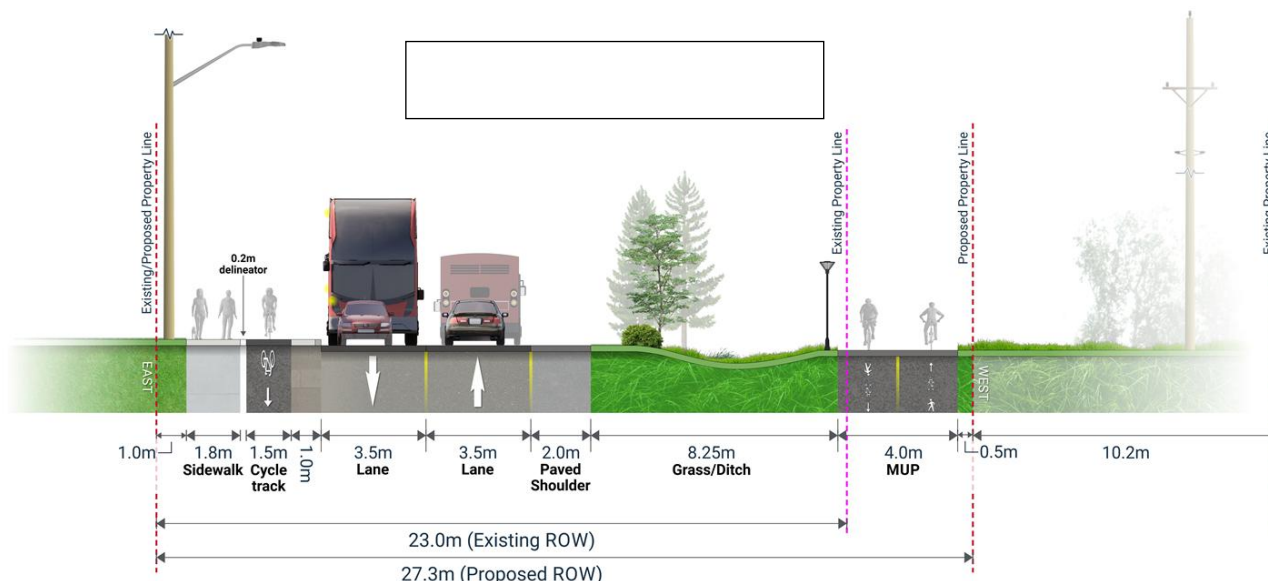 Existing/Proposed Property Line
0.2m
delineator
Existing Property Line
Proposed Property Line
Existing Property Line
EAST
WEST
1.0m
1.8m
Sidewalk
1.5m
Cycle
track
1.0m
3.5m
Lane
3.5m
Lane
2.0m
Paved
Shoulder
8.25m
Grass/Ditch
4.0m
MUP
0.5m
10.2m
23.0m (Existing ROW)
27.3m (Proposed ROW)